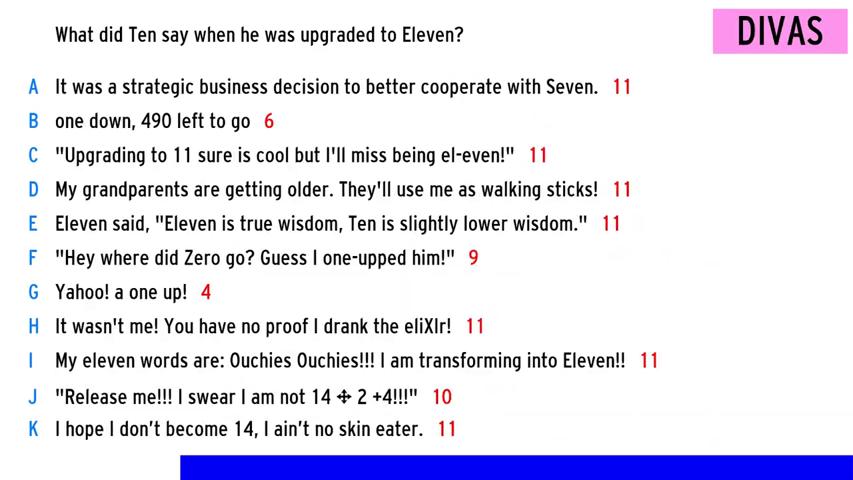 What did Ten say when he was upgraded to Eleven?
DIVAS
A It was a strategic business decision to better cooperate with Seven. 11
B one down, 490 left to go 6
C "Upgrading to 11 sure is cool but I'll miss being el-even!" 11
D My grandparents are getting older. They'll use me as walking sticks! 11
E Eleven said, "Eleven is true wisdom, Ten is slightly lower wisdom." 11
F "Hey where did Zero go? Guess I one-upped him!" 9
G Yahoo! a one up! 4
H It wasn't me! You have no proof I drank the eliXIr! 11
I My eleven words are: Ouchies Ouchies!!! I am transforming into Eleven!! 11
J "Release me!!! I swear I am not 14 ✣ 2 +4!!!" 10
K I hope I don’t become 14, I ain’t no skin eater. 11